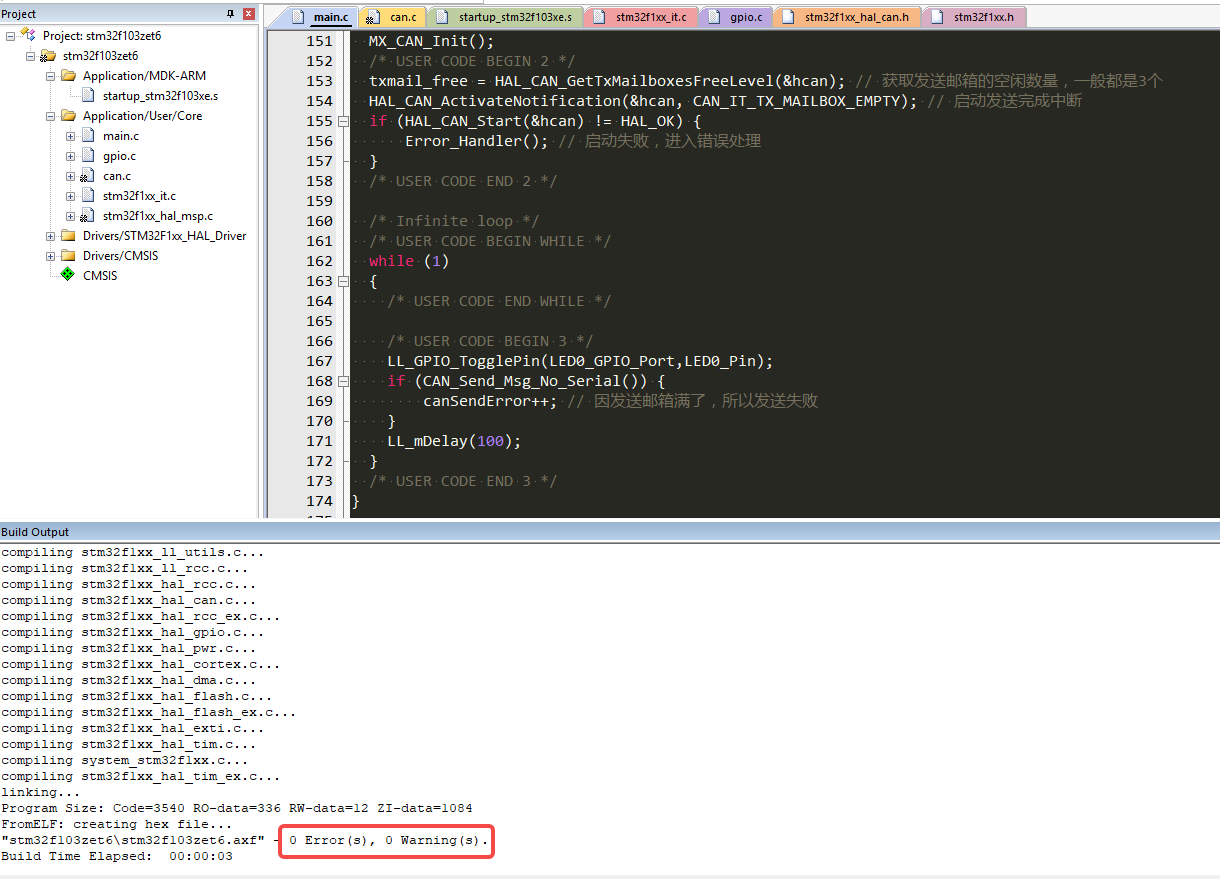 Project
Project: stm32f103zet6
stm32f103zet6
Application/MDK-ARM
startup_stm32f103xe.s
Application/User/Core
main.c
gpio.c
can.c
stm32f1xx_it.c
stm32f1xx_hal_msp.c
Drivers/STM32F1xx_HAL_Driver
Drivers/CMSIS
CMSIS
main.c can.c startup_stm32f103xe.s stm32f1xx_it.c gpio.c stm32f1xx_hal_can.h stm32f1xx.h
151 MX_CAN_Init();
152 /* USER CODE BEGIN 2 */
153 txmail_free = HAL_CAN_GetTxMailboxesFreeLevel(&hcan); // 获取发送邮箱的空闲数量，一般都是3个
154 HAL_CAN_ActivateNotification(&hcan, CAN_IT_TX_MAILBOX_EMPTY); // 启动发送完成中断
155 if (HAL_CAN_Start(&hcan) != HAL_OK) {
156 Error_Handler(); // 启动失败，进入错误处理
157 }
158 /* USER CODE END 2 */
159
160 /* Infinite loop */
161 /* USER CODE BEGIN WHILE */
162 while (1)
163 {
164 /* USER CODE END WHILE */
165
166 /* USER CODE BEGIN 3 */
167 LL_GPIO_TogglePin(LED0_GPIO_Port,LED0_Pin);
168 if (CAN_Send_Msg_No_Serial()) {
169 canSendError++; // 因发送邮箱满了，所以发送失败
170 }
171 LL_mDelay(100);
172 }
173 /* USER CODE END 3 */
174 }
Build Output
compiling stm32f1xx_ll_utils.c...
compiling stm32f1xx_ll_rcc.c...
compiling stm32f1xx_hal_rcc.c...
compiling stm32f1xx_hal_can.c...
compiling stm32f1xx_hal_rcc_ex.c...
compiling stm32f1xx_hal_gpio.c...
compiling stm32f1xx_hal_pwr.c...
compiling stm32f1xx_hal_cortex.c...
compiling stm32f1xx_hal_dma.c...
compiling stm32f1xx_hal_flash.c...
compiling stm32f1xx_hal_flash_ex.c...
compiling stm32f1xx_hal_exti.c...
compiling stm32f1xx_hal_tim.c...
compiling system_stm32f1xx.c...
compiling stm32f1xx_hal_tim_ex.c...
linking...
Program Size: Code=3540 RO-data=336 RW-data=12 ZI-data=1084
FromELF: creating hex file...
"stm32f103zet6\stm32f103zet6.axf" - 0 Error(s), 0 Warning(s).
Build Time Elapsed: 00:00:03